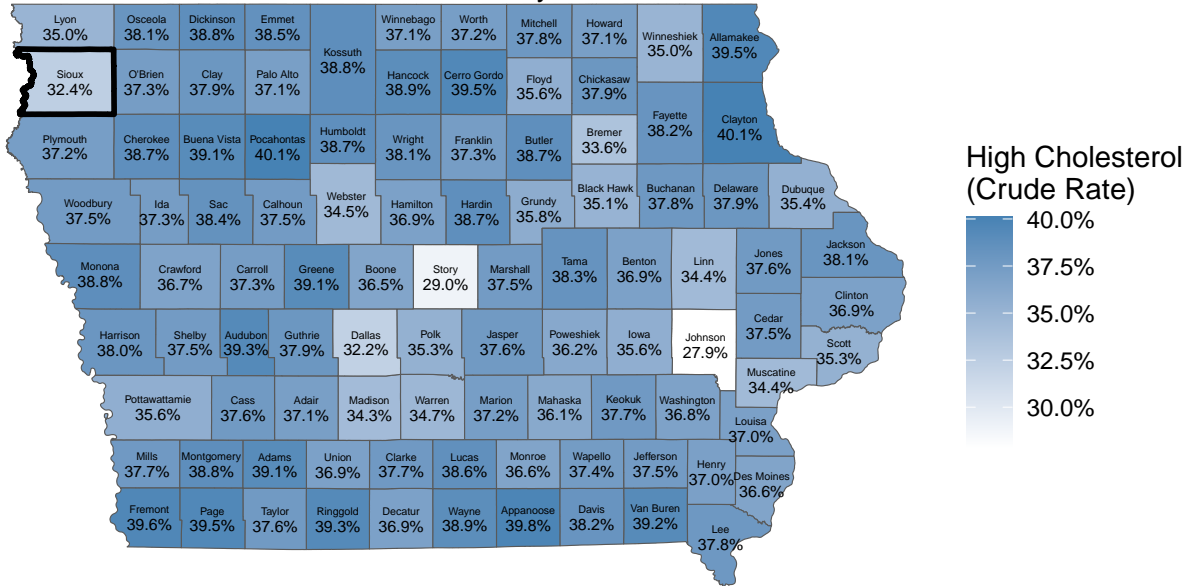 Lyon
35.0%
Osceola
38.1%
Dickinson
38.8%
Emmet
38.5%
Kossuth
38.8%
Winnebago
37.1%
Worth
37.2%
Mitchell
37.8%
Howard
37.1%
Winneshiek
35.0%
Allamakee
39.5%
Sioux
32.4%
O'Brien
37.3%
Clay
37.9%
Palo Alto
37.1%
Hancock
38.9%
Cerro Gordo
39.5%
Floyd
35.6%
Chickasaw
37.9%
Fayette
38.2%
Clayton
40.1%
Plymouth
37.2%
Cherokee
38.7%
Buena Vista
39.1%
Pocahontas
40.1%
Humboldt
38.7%
Wright
38.1%
Franklin
37.3%
Butler
38.7%
Bremer
33.6%
Woodbury
37.5%
Ida
37.3%
Sac
38.4%
Calhoun
37.5%
Webster
34.5%
Hamilton
36.9%
Hardin
38.7%
Grundy
35.8%
Black Hawk
35.1%
Buchanan
37.8%
Delaware
37.9%
Dubuque
35.4%
Monona
38.8%
Crawford
36.7%
Carroll
37.3%
Greene
39.1%
Boone
36.5%
Story
29.0%
Marshall
37.5%
Tama
38.3%
Benton
36.9%
Linn
34.4%
Jones
37.6%
Jackson
38.1%
Clinton
36.9%
Harrison
38.0%
Shelby
37.5%
Audubon
39.3%
Guthrie
37.9%
Dallas
32.2%
Polk
35.3%
Jasper
37.6%
Poweshiek
36.2%
Iowa
35.6%
Johnson
27.9%
Cedar
37.5%
Scott
35.3%
Muscatine
34.4%
Pottawattamie
35.6%
Cass
37.6%
Adair
37.1%
Madison
34.3%
Warren
34.7%
Marion
37.2%
Mahaska
36.1%
Keokuk
37.7%
Washington
36.8%
Louisa
37.0%
Mills
37.7%
Montgomery
38.8%
Adams
39.1%
Union
36.9%
Clarke
37.7%
Lucas
38.6%
Monroe
36.6%
Wapello
37.4%
Jefferson
37.5%
Henry
37.0%
Des Moines
36.6%
Fremont
39.6%
Page
39.5%
Taylor
37.6%
Ringgold
39.3%
Decatur
36.9%
Wayne
38.9%
Appanoose
39.8%
Davis
38.2%
Van Buren
39.2%
Lee
37.8%
High Cholesterol
(Crude Rate)
40.0%
37.5%
35.0%
32.5%
30.0%